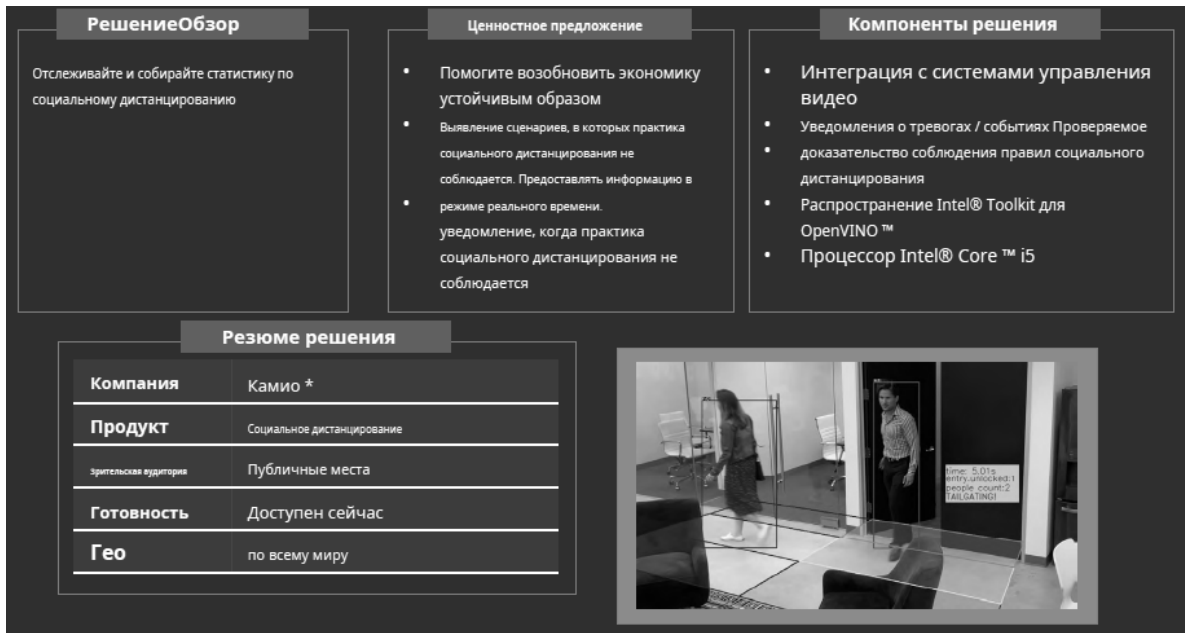 РешениеОбзор
Отслеживайте и собирайте статистику по
социальному дистанцированию
Ценностное предложение
• Помогите возобновить экономику
устойчивым образом
• Выявление сценариев, в которых практика
социального дистанцирования не
соблюдается. Предоставлять информацию в
• режиме реального времени.
уведомление, когда практика
социального дистанцирования не
соблюдается
Компоненты решения
• Интеграция с системами управления
видео
• Уведомления о тревогах / событиях Проверяемое
• доказательство соблюдения правил социального
дистанцирования
• Распространение Intel® Toolkit для
OpenVINO ™
• Процессор Intel® Core ™ i5
Резюме решения
Компания Камио *
Продукт Социальное дистанцирование
Зрительская аудитория Публичные места
Готовность Доступен сейчас
Гео по всему миру
time: 5.01s
entry.unlocked:1
people count:2
TAILGATING!